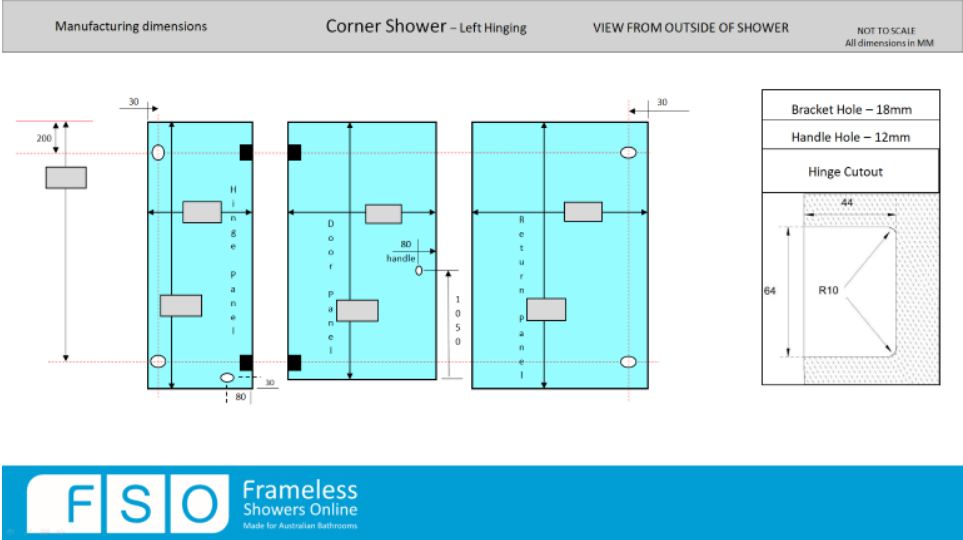 Manufacturing dimensions
Corner Shower – Left Hinging
VIEW FROM OUTSIDE OF SHOWER
NOT TO SCALE
All dimensions in MM
30
30
200
Hinge Panel
Door Panel
Return Panel
80
handle
1050
30
80
Bracket Hole – 18mm
Handle Hole – 12mm
Hinge Cutout
44
64
R10
FSO
Frameless
Showers Online
Made for Australian Bathrooms